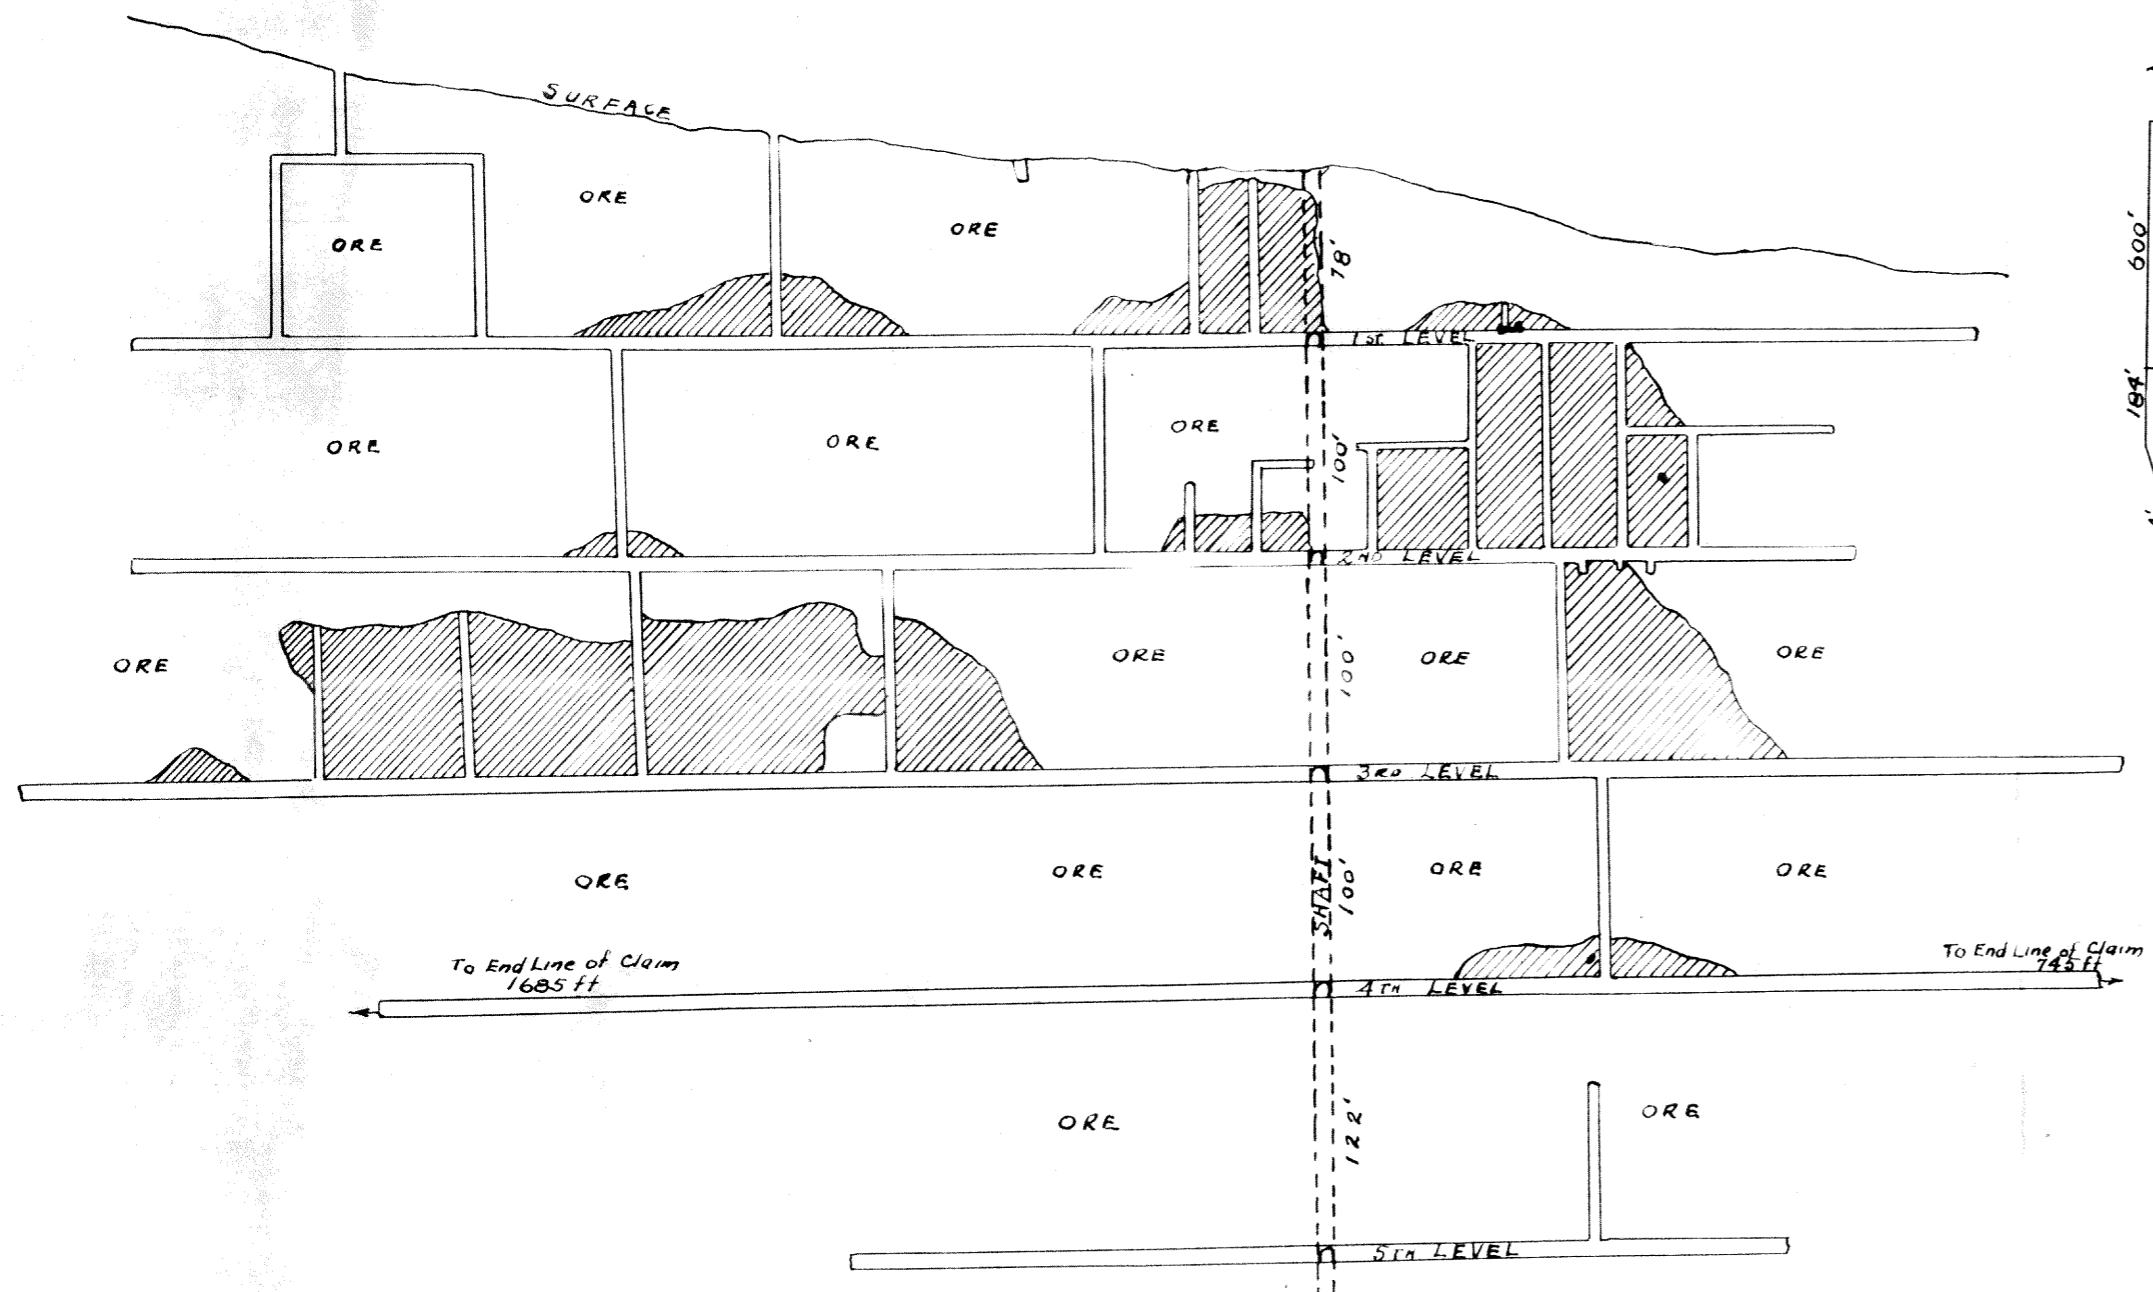 SURFACE
ORE
ORE
ORE
78'
600'
1ST LEVEL
184'
ORE
ORE
ORE
100'
2ND LEVEL
ORE
ORE
100'
ORE
ORE
3RD LEVEL
ORE
ORE
SHAFT
100'
ORE
ORE
To End Line of Claim
1685 ft
To End Line of Claim
745 ft
4TH LEVEL
ORE
122'
ORE
5TH LEVEL